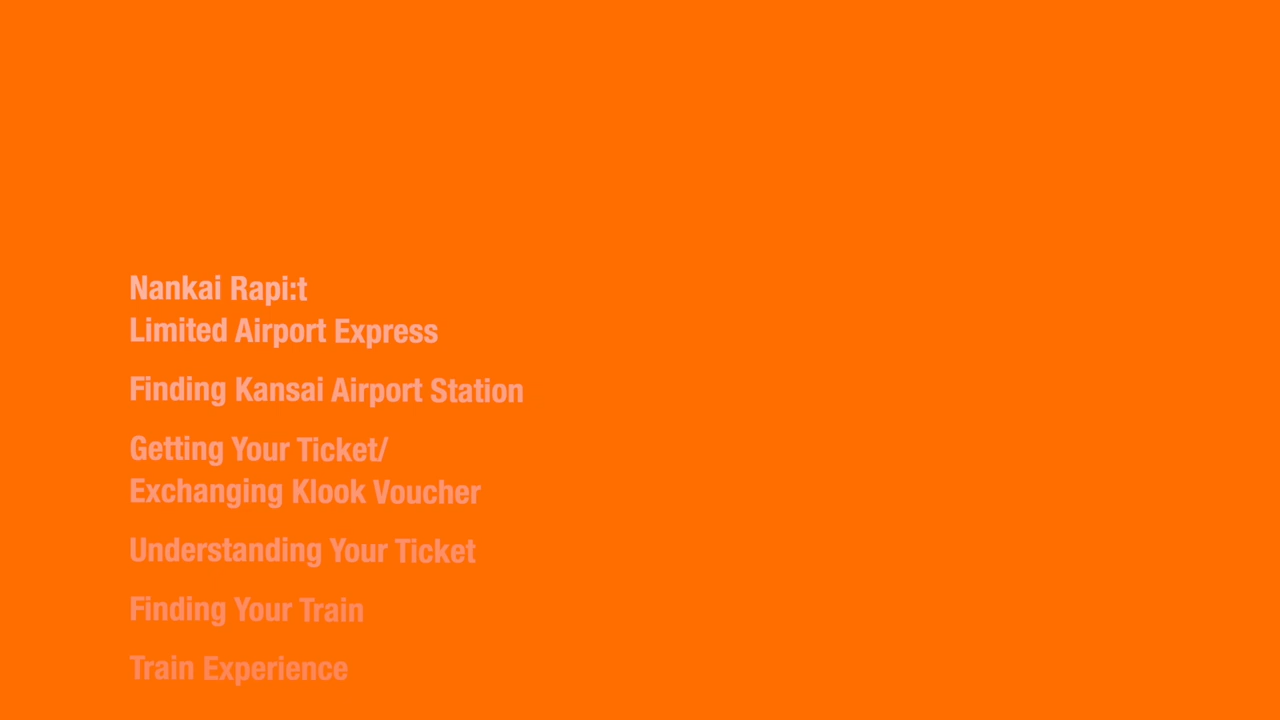 Nankai Rapi:t
Limited Airport Express
Finding Kansai Airport Station
Getting Your Ticket/
Exchanging Klook Voucher
Understanding Your Ticket
Finding Your Train
Train Experience